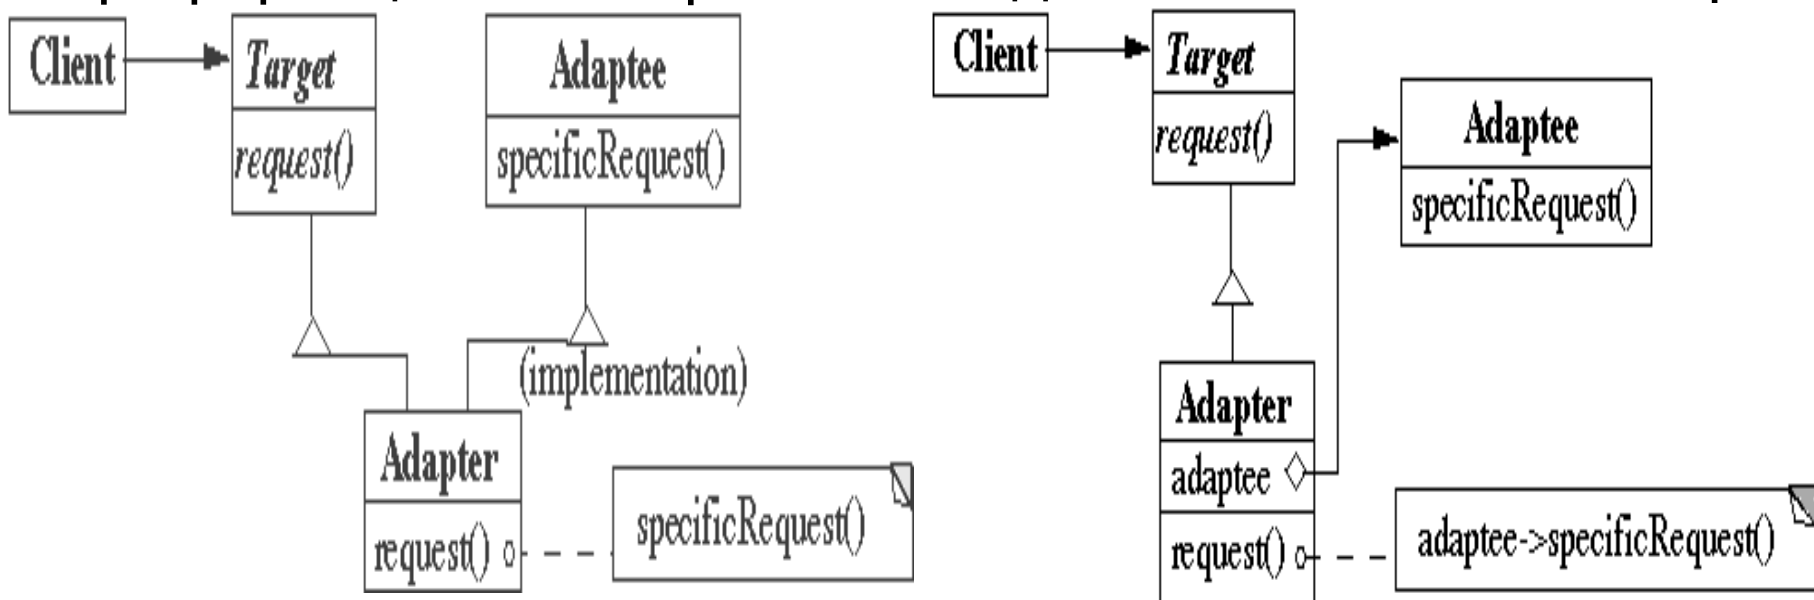 Client
Target
request()
Adaptee
specificRequest()
(implementation)
Adapter
request()
specificRequest()
Client
Target
request()
Adaptee
specificRequest()
Adapter
adaptee
request()
adaptee->specificRequest()